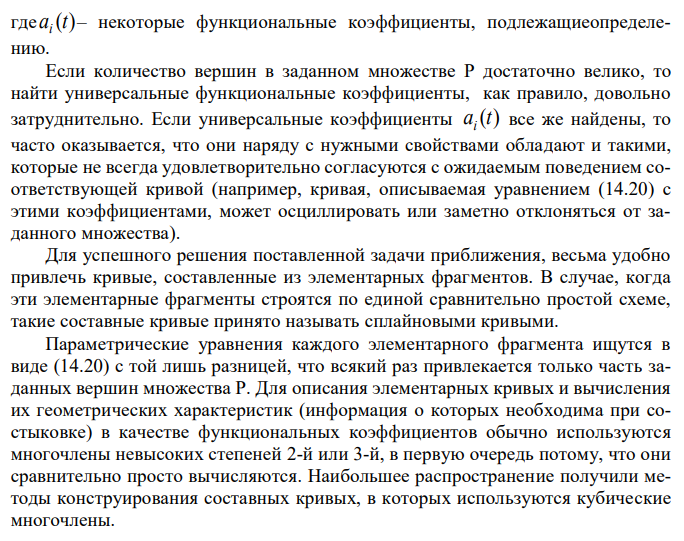 гдеaᵢ(t)– некоторые функциональные коэффициенты, подлежащиеопределе-
нию.
Если количество вершин в заданном множестве P достаточно велико, то
найти универсальные функциональные коэффициенты, как правило, довольно
затруднительно. Если универсальные коэффициенты aᵢ(t) все же найдены, то
часто оказывается, что они наряду с нужными свойствами обладают и такими,
которые не всегда удовлетворительно согласуются с ожидаемым поведением со-
ответствующей кривой (например, кривая, описываемая уравнением (14.20) с
этими коэффициентами, может осциллировать или заметно отклоняться от за-
данного множества).
Для успешного решения поставленной задачи приближения, весьма удобно
привлечь кривые, составленные из элементарных фрагментов. В случае, когда
эти элементарные фрагменты строятся по единой сравнительно простой схеме,
такие составные кривые принято называть сплайновыми кривыми.
Параметрические уравнения каждого элементарного фрагмента ищутся в
виде (14.20) с той лишь разницей, что всякий раз привлекается только часть за-
данных вершин множества P. Для описания элементарных кривых и вычисления
их геометрических характеристик (информация о которых необходима при со-
стыковке) в качестве функциональных коэффициентов обычно используются
многочлены невысоких степеней 2-й или 3-й, в первую очередь потому, что они
сравнительно просто вычисляются. Наибольшее распространение получили ме-
тоды конструирования составных кривых, в которых используются кубические
многочлены.